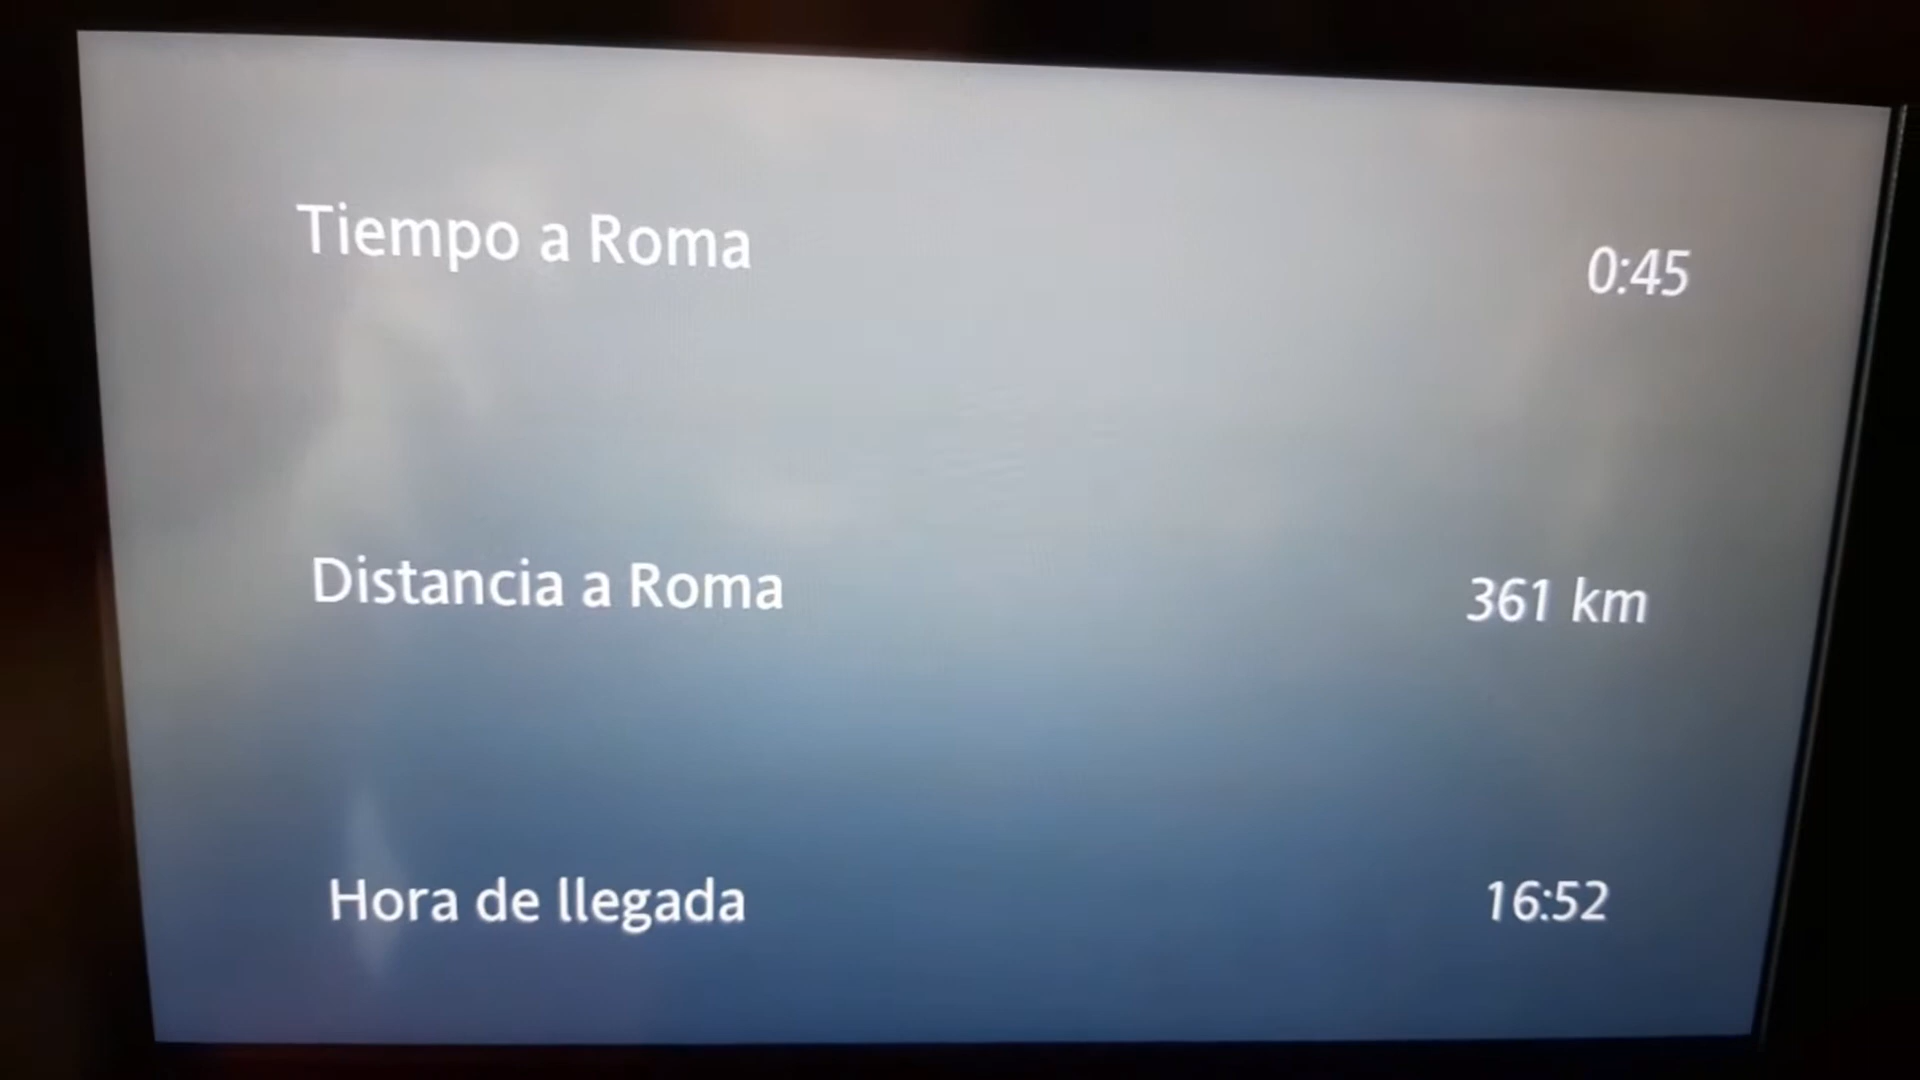 Tiempo a Roma 0:45
Distancia a Roma 361 km
Hora de llegada 16:52